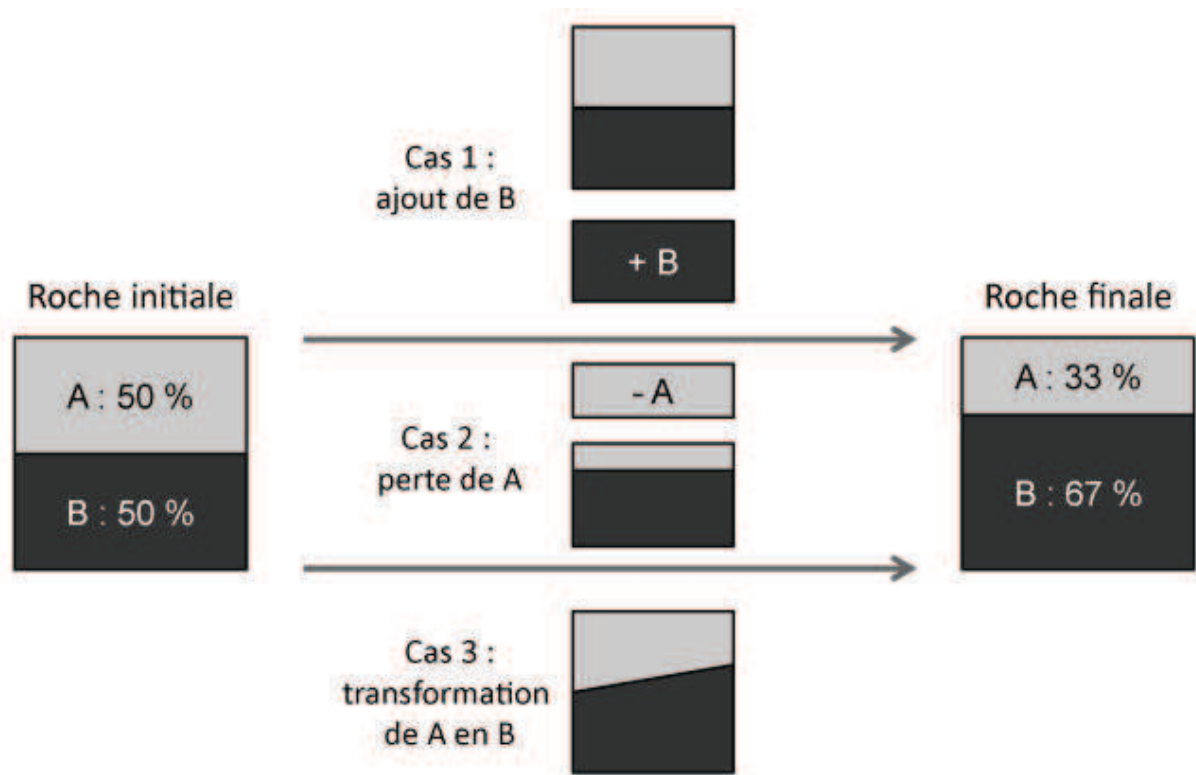 Cas 1 :
ajout de B
+ B
Roche initiale
A : 50 %
B : 50 %
Cas 2 :
perte de A
- A
Roche finale
A : 33 %
B : 67 %
Cas 3 :
transformation
de A en B